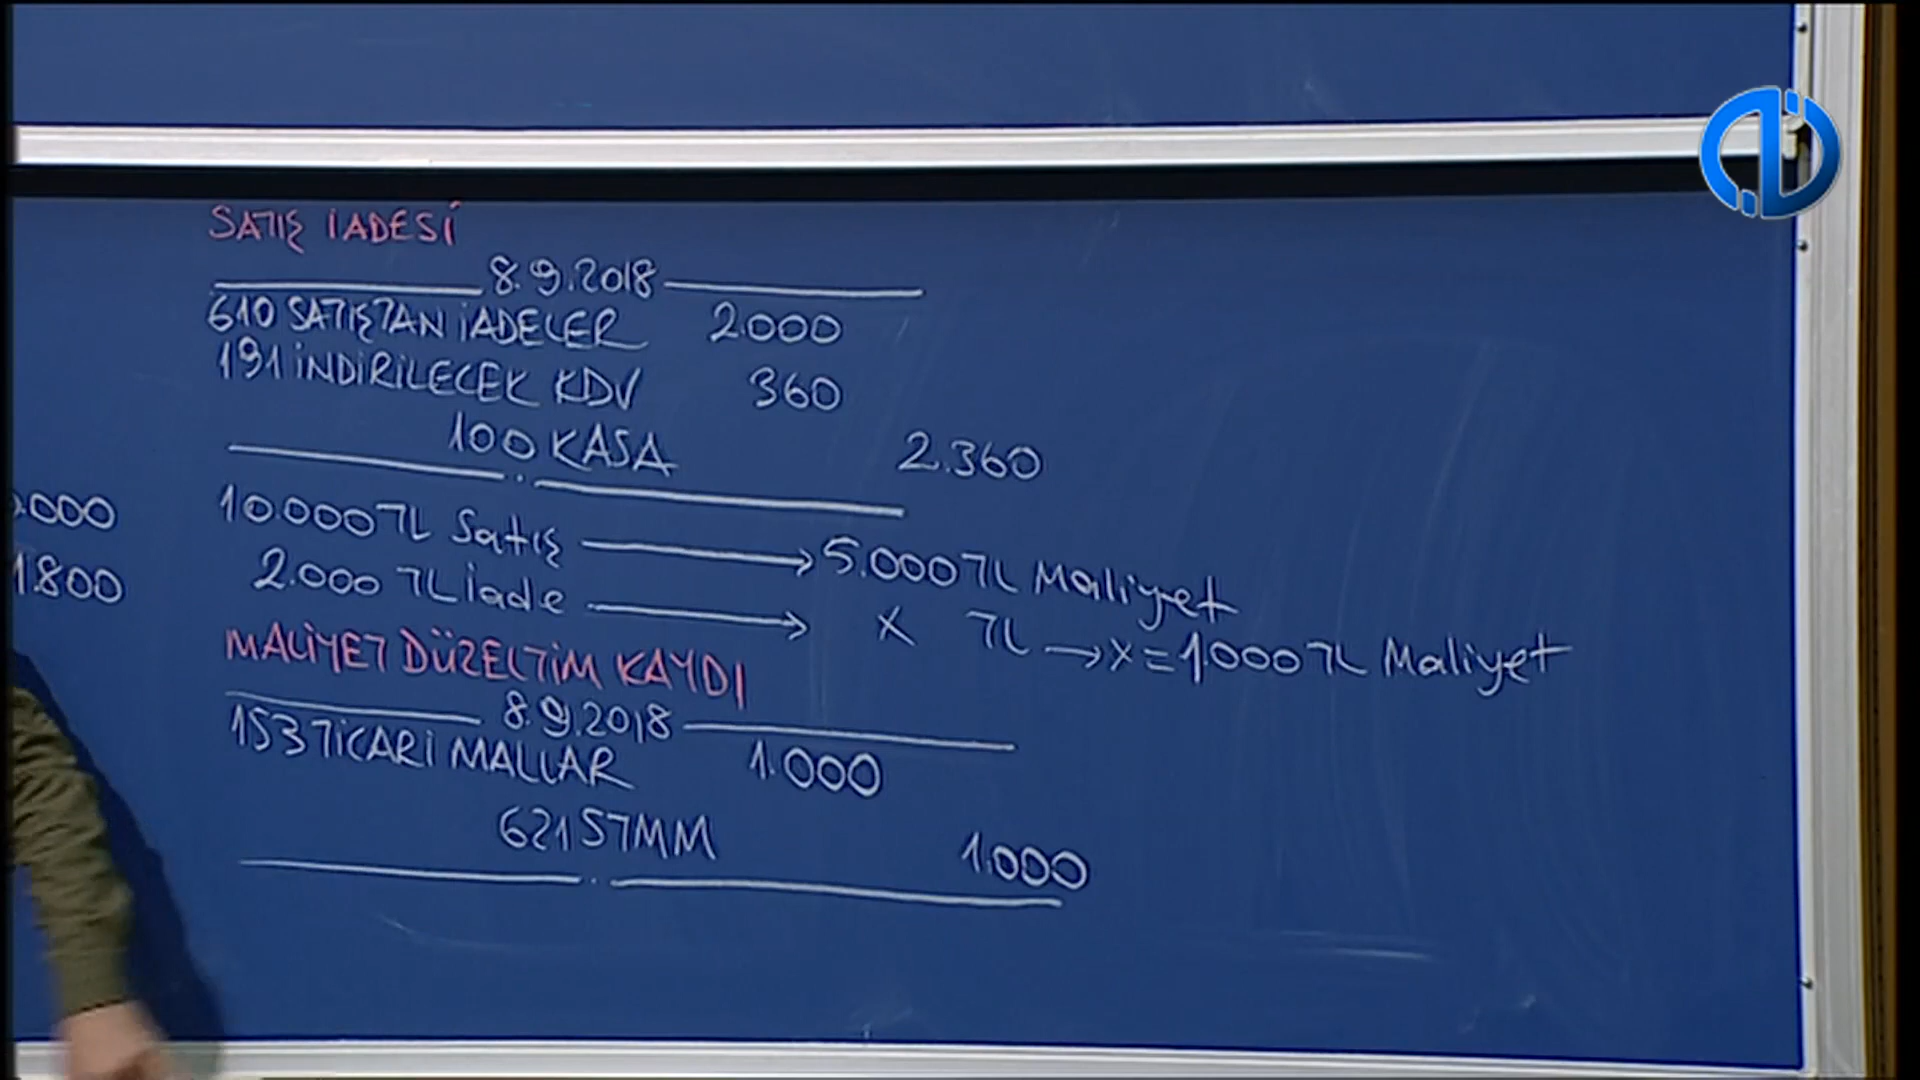 SATIŞ İADESİ
8.9.2018
610 SATIŞTAN İADELER 2.000
191 İNDİRİLECEK KDV 360
100 KASA 2.360
.000 10.000 TL Satış → 5.000 TL Maliyet
1.800 2.000 TL İade → X TL → X = 1.000 TL Maliyet
MALİYET DÜZELTİM KAYDI
8.9.2018
153 TİCARİ MALLAR 1.000
621 STMM 1.000